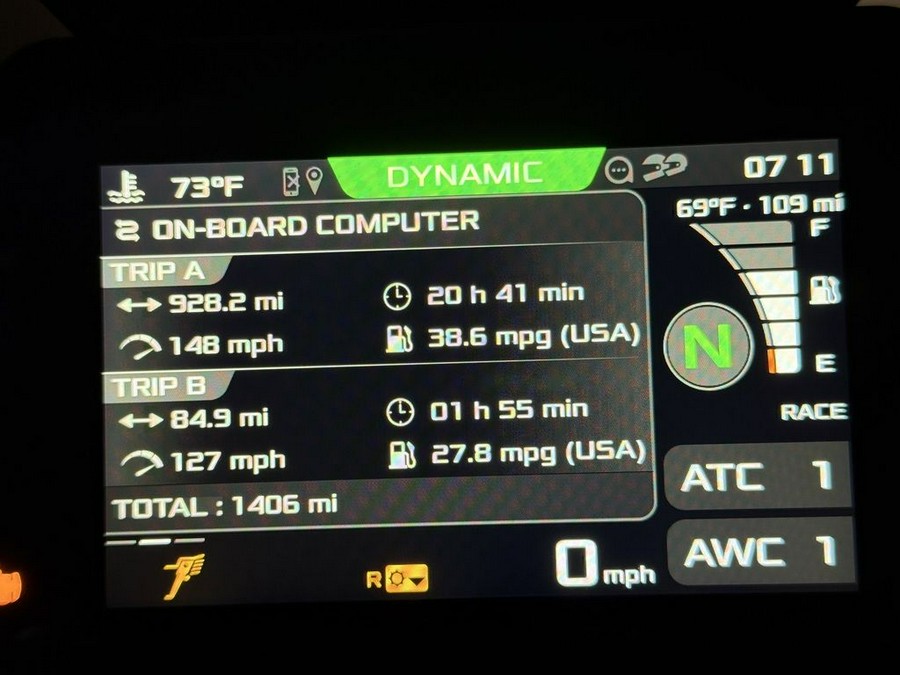 73°F DYNAMIC 07 11
ON-BOARD COMPUTER
69°F · 109 mi
F
TRIP A
928.2 mi 20 h 41 min
148 mph 38.6 mpg (USA)
N
E
TRIP B
84.9 mi 01 h 55 min
127 mph 27.8 mpg (USA)
RACE
TOTAL : 1406 mi
ATC 1
AWC 1
R
0 mph